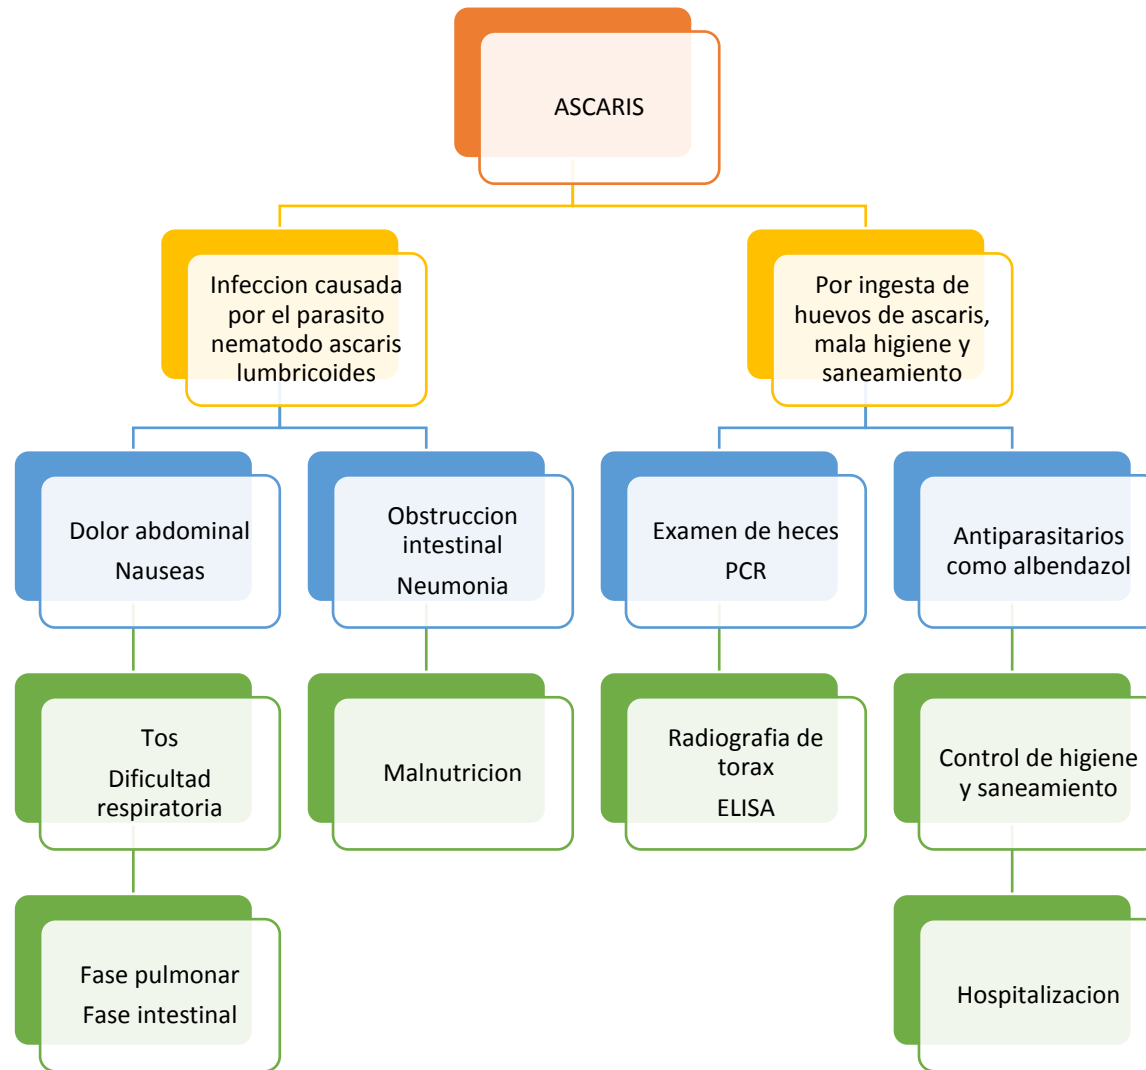 ASCARIS
Infeccion causada
por el parasito
nematodo ascaris
lumbricoides
Por ingesta de
huevos de ascaris,
mala higiene y
saneamiento
Dolor abdominal
Nauseas
Obstruccion
intestinal
Neumonia
Examen de heces
PCR
Antiparasitarios
como albendazol
Tos
Dificultad
respiratoria
Malnutricion
Radiografia de
torax
ELISA
Control de higiene
y saneamiento
Fase pulmonar
Fase intestinal
Hospitalizacion